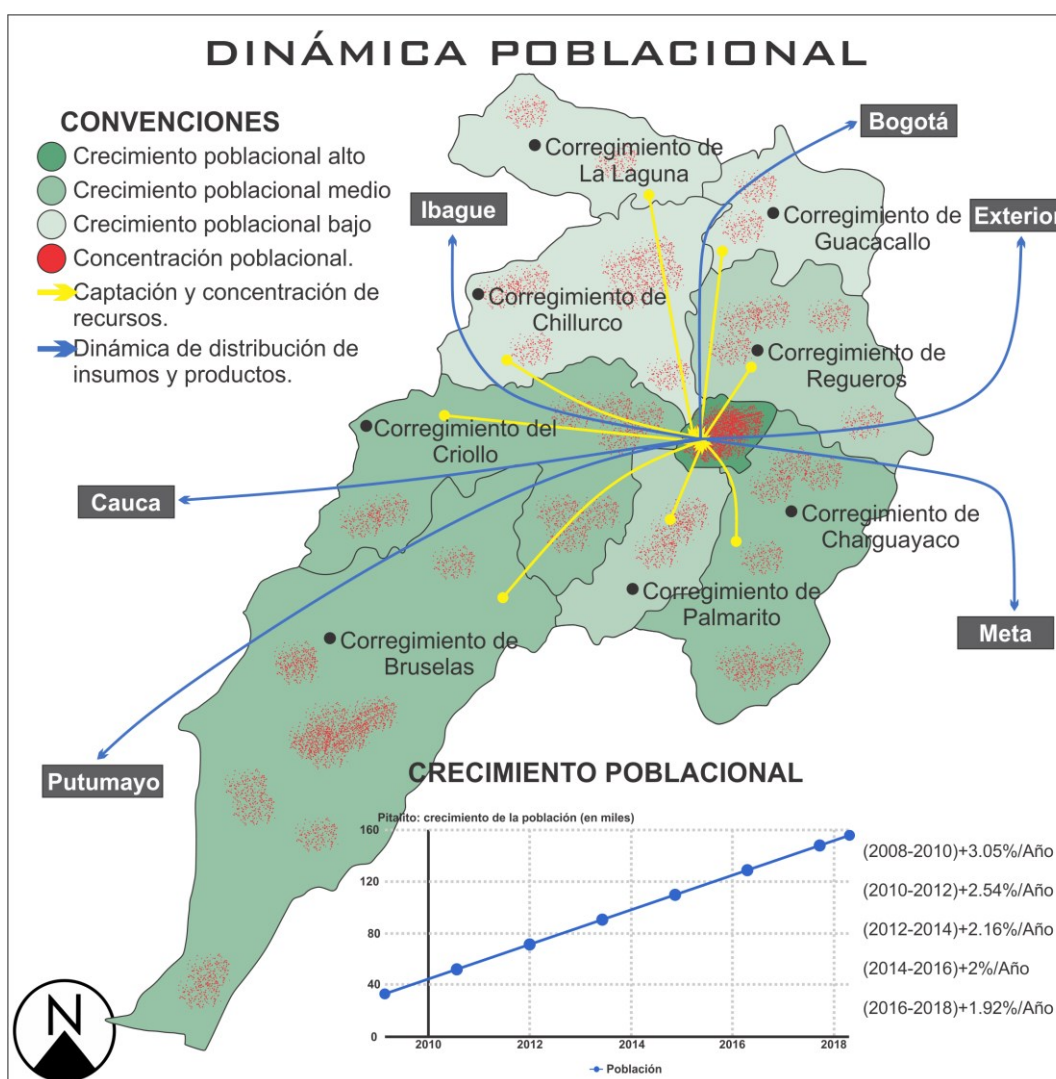 DINÁMICA POBLACIONAL
CONVENCIONES
Crecimiento poblacional alto
Crecimiento poblacional medio
Crecimiento poblacional bajo
Concentración poblacional.
Captación y concentración de
recursos.
Dinámica de distribución de
insumos y productos.
Bogotá
Ibague
Exterior
Cauca
Meta
Putumayo
Corregimiento de
La Laguna
Corregimiento de
Guacacallo
Corregimiento de
Chillurco
Corregimiento de
Regueros
Corregimiento del
Criollo
Corregimiento de
Charguayaco
Corregimiento de
Palmarito
Corregimiento de
Bruselas
CRECIMIENTO POBLACIONAL
Pitalito: crecimiento de la población (en miles)
160
120
80
40
0
2010
2012
2014
2016
2018
Población
(2008-2010)+3.05%/Año
(2010-2012)+2.54%/Año
(2012-2014)+2.16%/Año
(2014-2016)+2%/Año
(2016-2018)+1.92%/Año
N